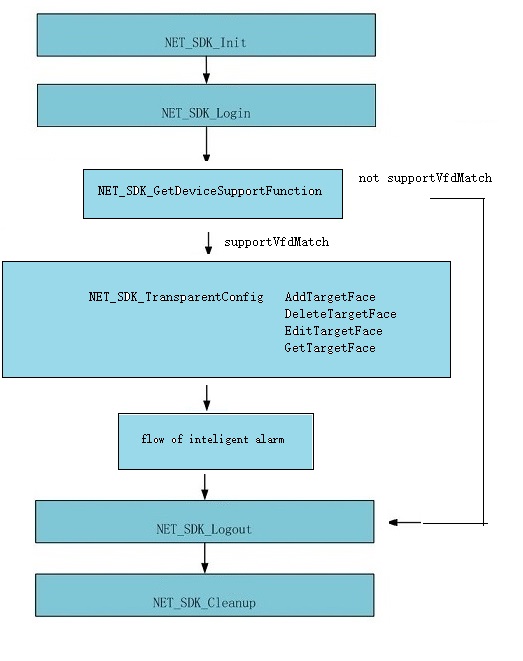 NET_SDK_Init
NET_SDK_Login
not supportVfdMatch
NET_SDK_GetDeviceSupportFunction
supportVfdMatch
NET_SDK_TransparentConfig AddTargetFace
DeleteTargetFace
EditTargetFace
GetTargetFace
flow of inteligent alarm
NET_SDK_Logout
NET_SDK_Cleanup